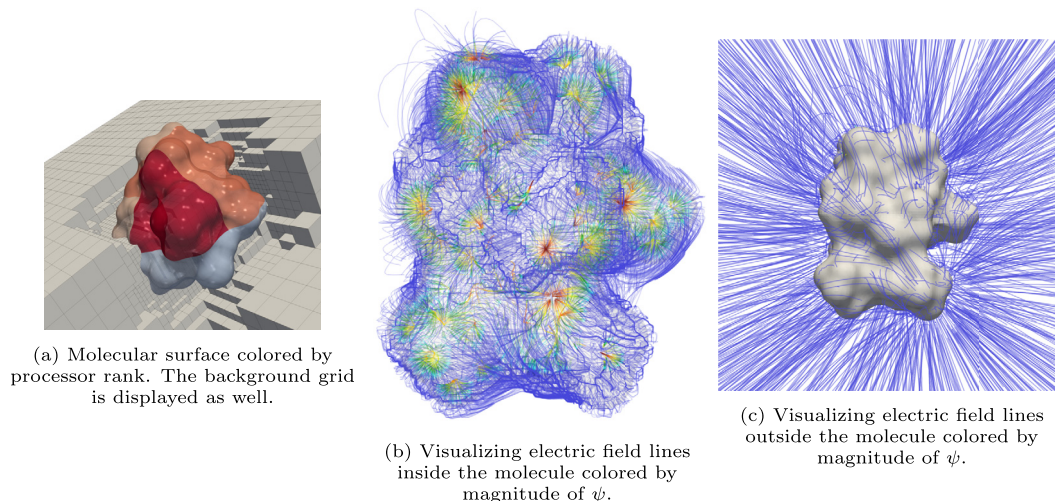 (a) Molecular surface colored by
processor rank. The background grid
is displayed as well.
(b) Visualizing electric field lines
inside the molecule colored by
magnitude of ψ.
(c) Visualizing electric field lines
outside the molecule colored by
magnitude of ψ.